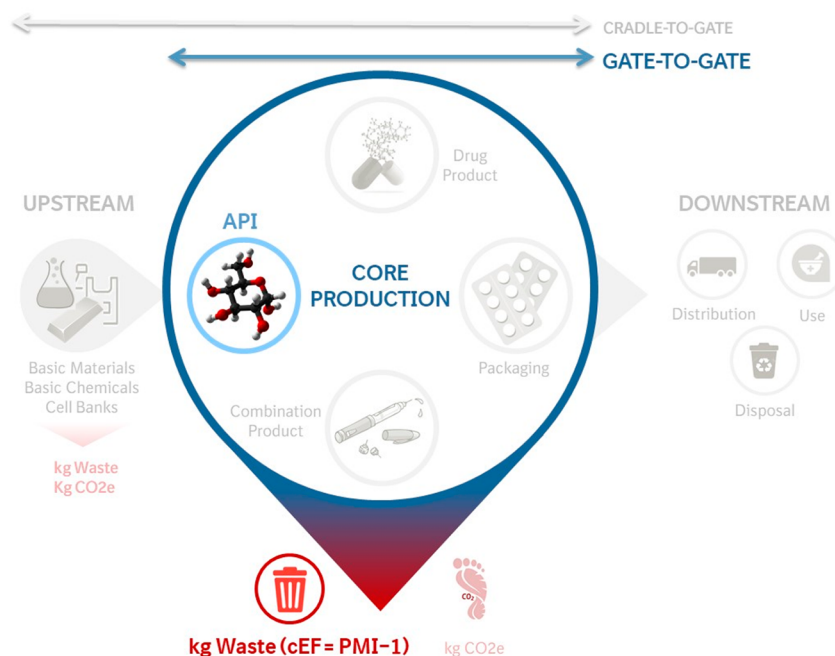 CRADLE-TO-GATE
GATE-TO-GATE
Drug
Product
UPSTREAM
DOWNSTREAM
API
CORE
PRODUCTION
Distribution
Use
Basic Materials
Basic Chemicals
Cell Banks
Packaging
Combination
Product
Disposal
kg Waste
Kg CO2e
CO2
kg Waste (cEF= PMI-1)
kg CO2e